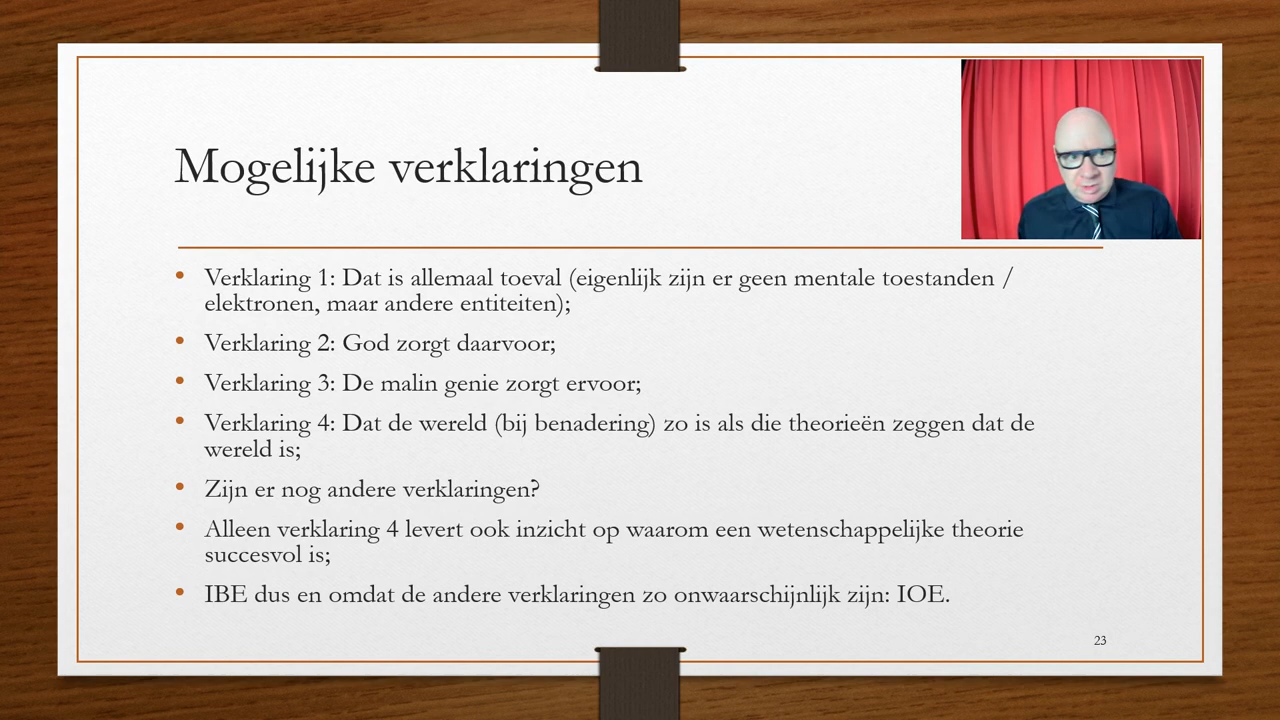 Mogelijke verklaringen
• Verklaring 1: Dat is allemaal toeval (eigenlijk zijn er geen mentale toestanden /
elektronen, maar andere entiteiten);
• Verklaring 2: God zorgt daarvoor;
• Verklaring 3: De malin genie zorgt ervoor;
• Verklaring 4: Dat de wereld (bij benadering) zo is als die theorieën zeggen dat de
wereld is;
• Zijn er nog andere verklaringen?
• Alleen verklaring 4 levert ook inzicht op waarom een wetenschappelijke theorie
succesvol is;
• IBE dus en omdat de andere verklaringen zo onwaarschijnlijk zijn: IOE.
23